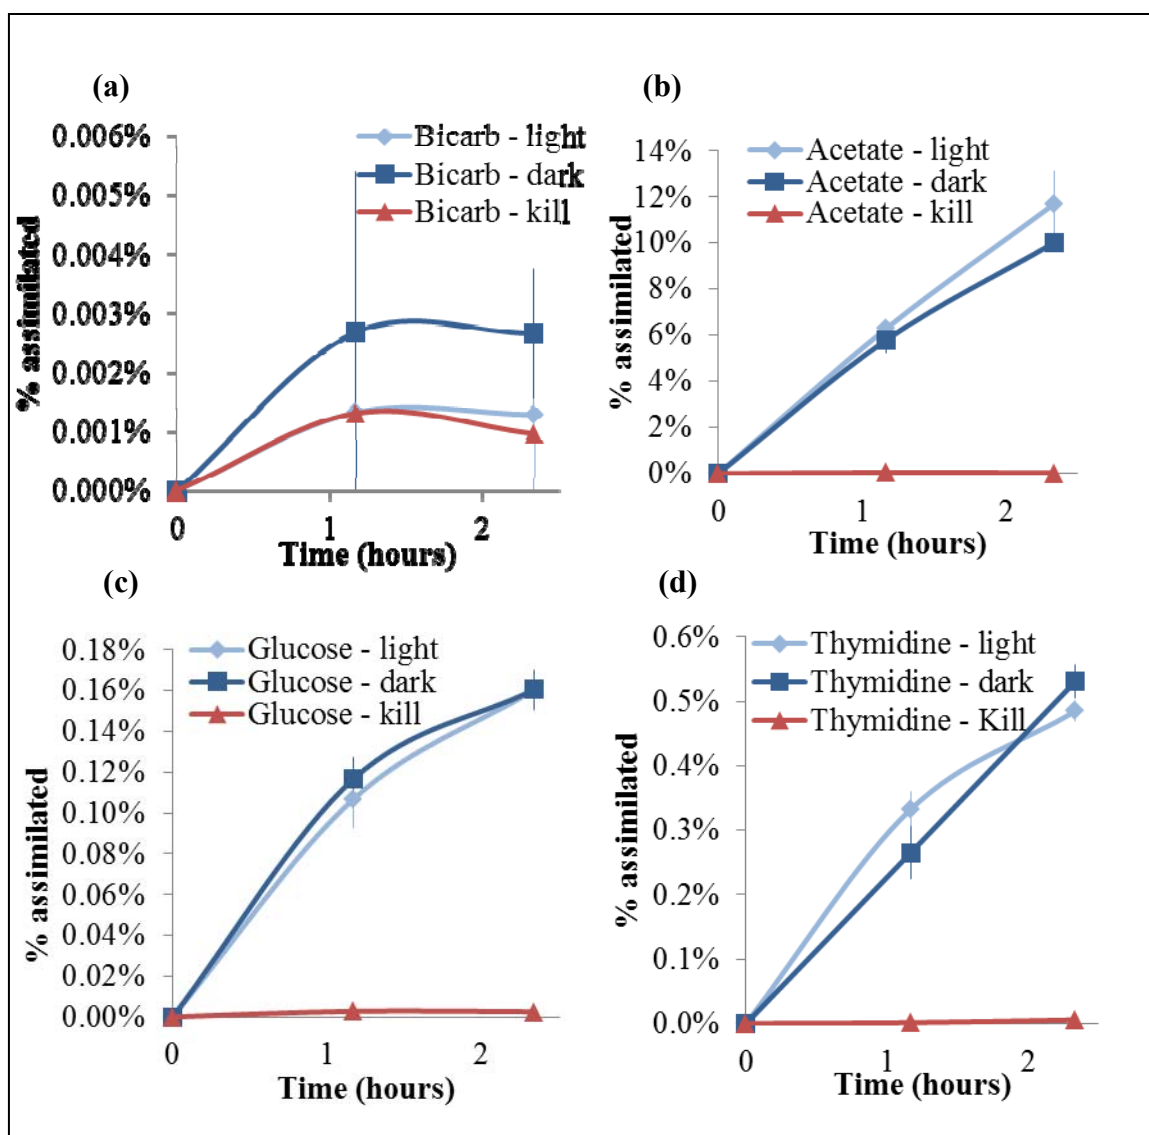 (a)
0.006%
0.005%
0.004%
0.003%
0.002%
0.001%
0.000%
% assimilated
Bicarb - light
Bicarb - dark
Bicarb - kill
0
1
2
Time (hours)
(b)
14%
12%
10%
8%
6%
4%
2%
0%
% assimilated
Acetate - light
Acetate - dark
Acetate - kill
0
1
2
Time (hours)
(c)
0.18%
0.16%
0.14%
0.12%
0.10%
0.08%
0.06%
0.04%
0.02%
0.00%
% assimilated
Glucose - light
Glucose - dark
Glucose - kill
0
1
2
Time (hours)
(d)
0.6%
0.5%
0.4%
0.3%
0.2%
0.1%
0.0%
% assimilated
Thymidine - light
Thymidine - dark
Thymidine - Kill
0
1
2
Time (hours)